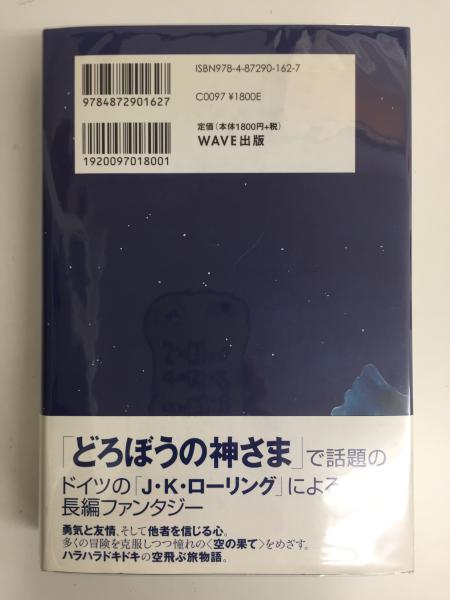 ISBN978-4-87290-162-7
9784872901627
C0097 ¥1800E
定価(本体1800円+税)
WAVE出版
1920097018001
「どろぼうの神さま」で話題の
ドイツの「J・K・ローリング」による
長編ファンタジー
勇気と友情、そして他者を信じる心。
多くの冒険を克服しつつ憧れの〈空の果て〉をめざす。
ハラハラドキドキの空飛ぶ旅物語。